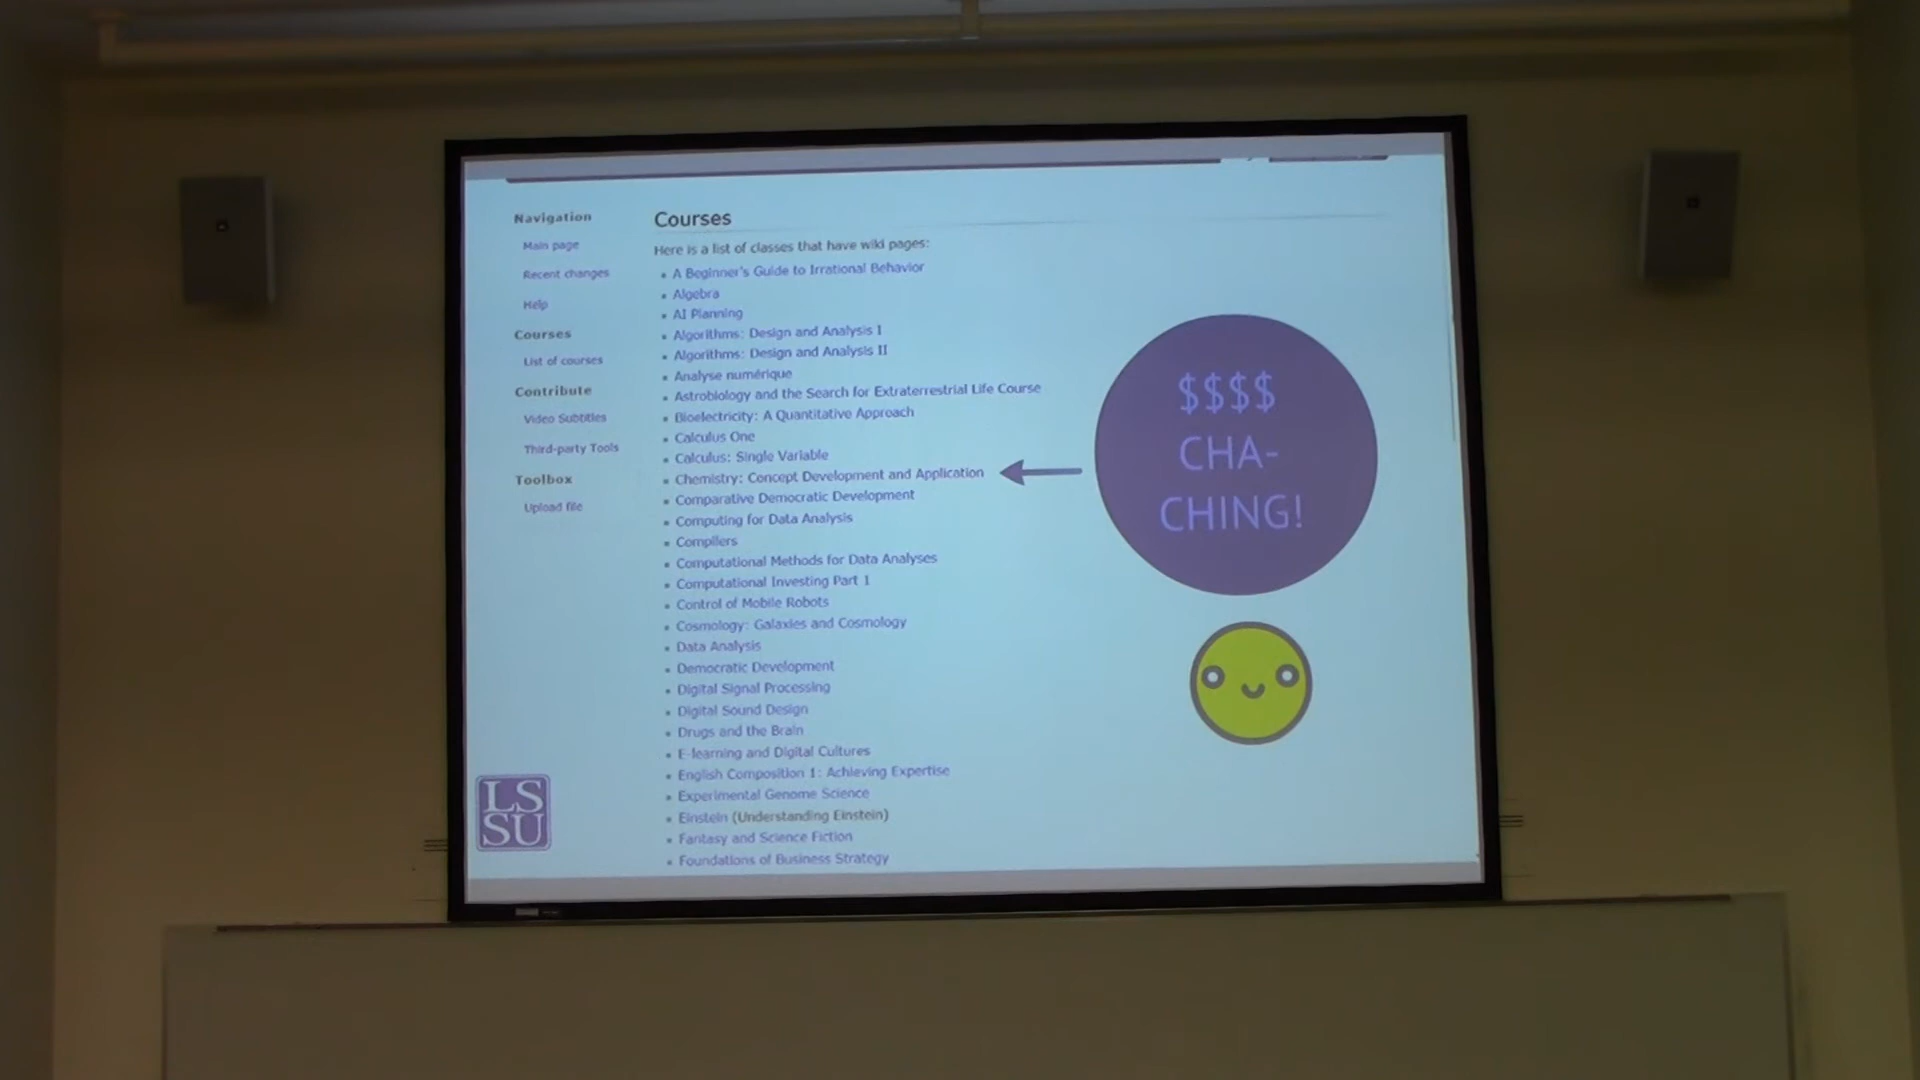 Navigation
Main page
Recent changes
Help
Courses
List of courses
Contribute
Video Subtitles
Third-party Tools
Toolbox
Upload file
Courses
Here is a list of classes that have wiki pages:
A Beginner's Guide to Irrational Behavior
Algebra
AI Planning
Algorithms: Design and Analysis I
Algorithms: Design and Analysis II
Analyse numérique
Astrobiology and the Search for Extraterrestrial Life Course
Bioelectricity: A Quantitative Approach
Calculus One
Calculus: Single Variable
Chemistry: Concept Development and Application
Comparative Democratic Development
Computing for Data Analysis
Compilers
Computational Methods for Data Analyses
Computational Investing Part 1
Control of Mobile Robots
Cosmology: Galaxies and Cosmology
Data Analysis
Democratic Development
Digital Signal Processing
Digital Sound Design
Drugs and the Brain
E-learning and Digital Cultures
English Composition 1: Achieving Expertise
Experimental Genome Science
Einstein (Understanding Einstein)
Fantasy and Science Fiction
Foundations of Business Strategy
$$$$
CHA-
CHING!
LS
SU